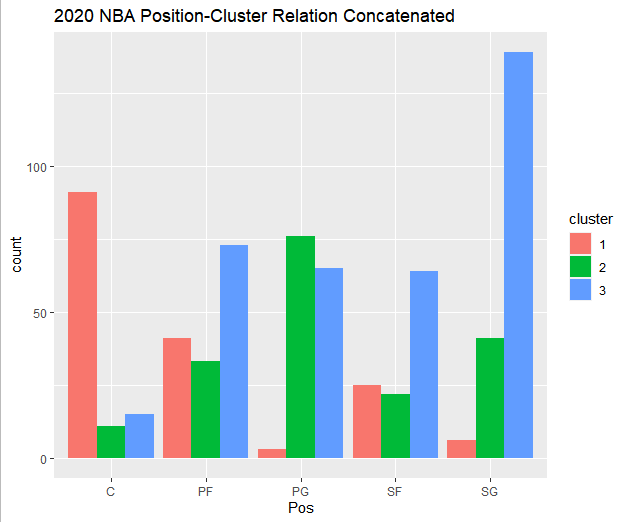 2020 NBA Position-Cluster Relation Concatenated
100
50
0
count
C PF PG SF SG
Pos
cluster
1
2
3